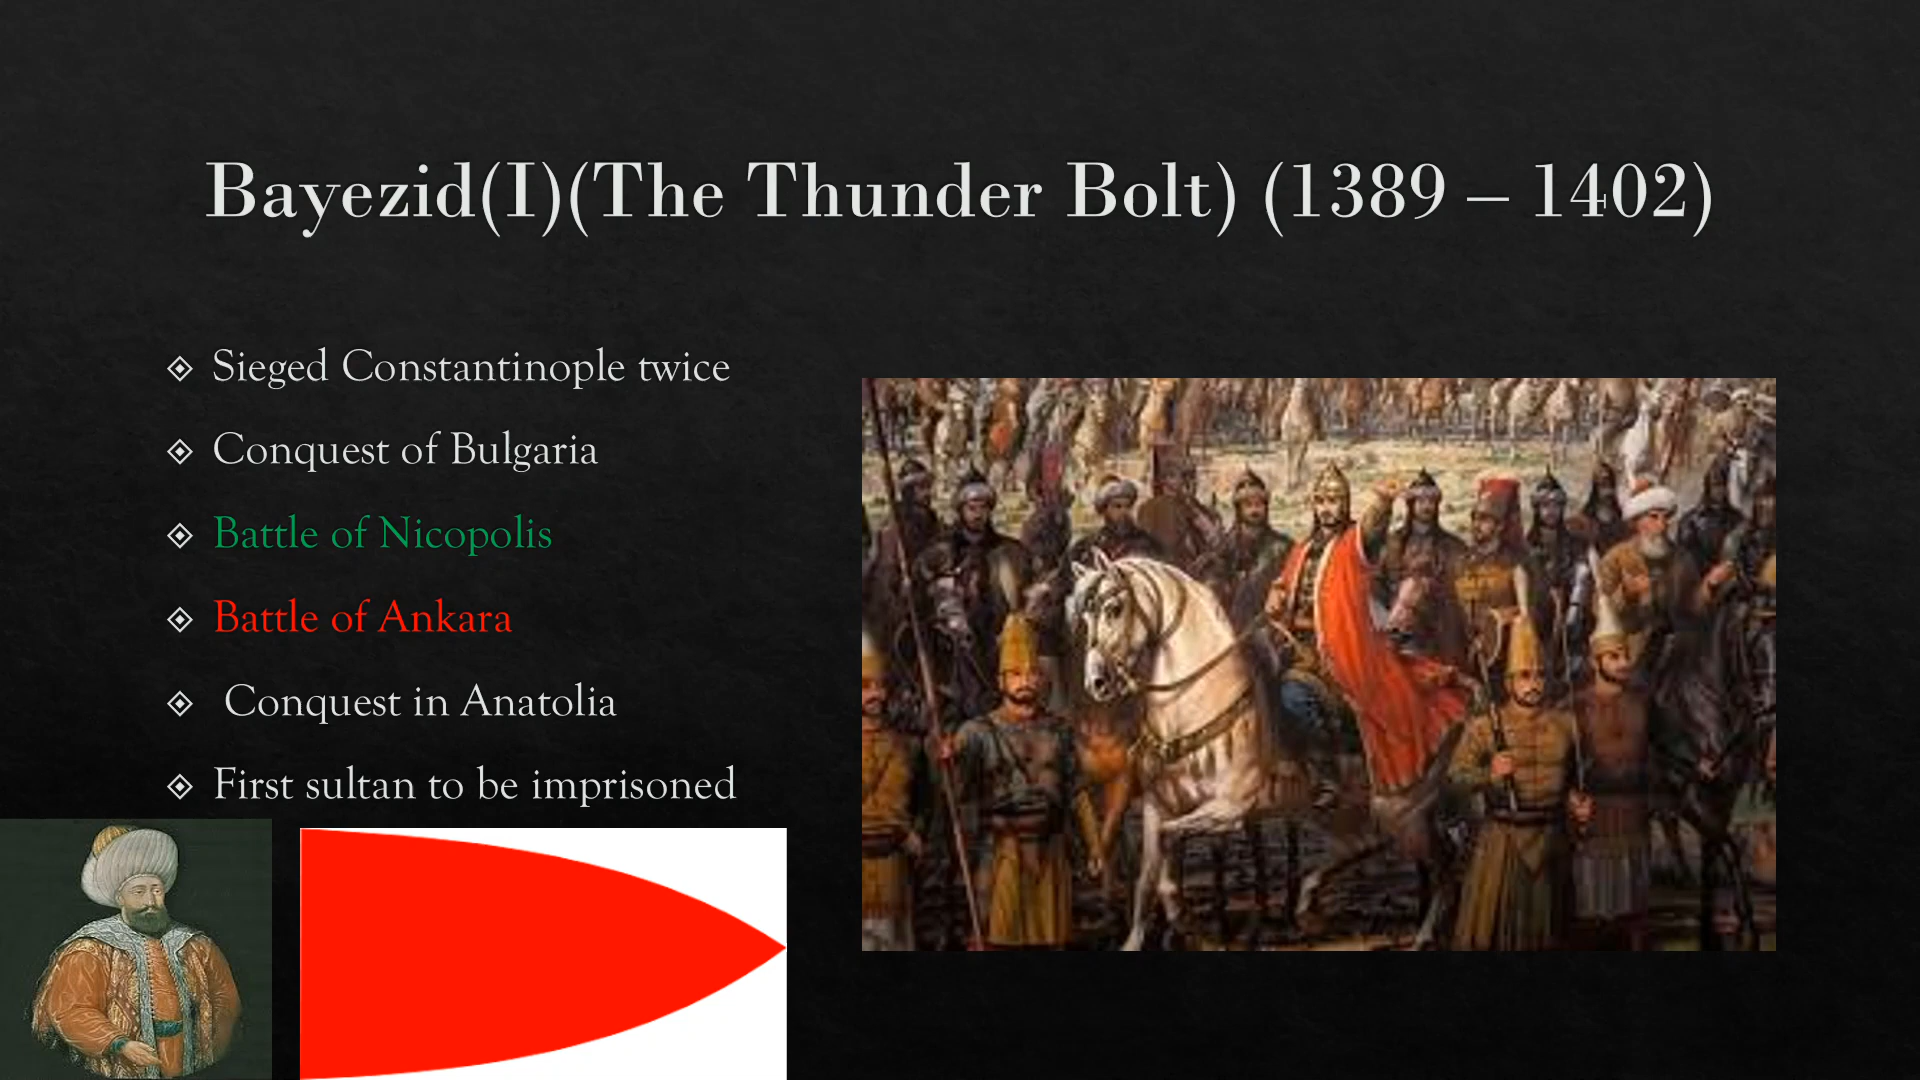 Bayezid(I)(The Thunder Bolt) (1389 – 1402)
Sieged Constantinople twice
Conquest of Bulgaria
Battle of Nicopolis
Battle of Ankara
Conquest in Anatolia
First sultan to be imprisoned